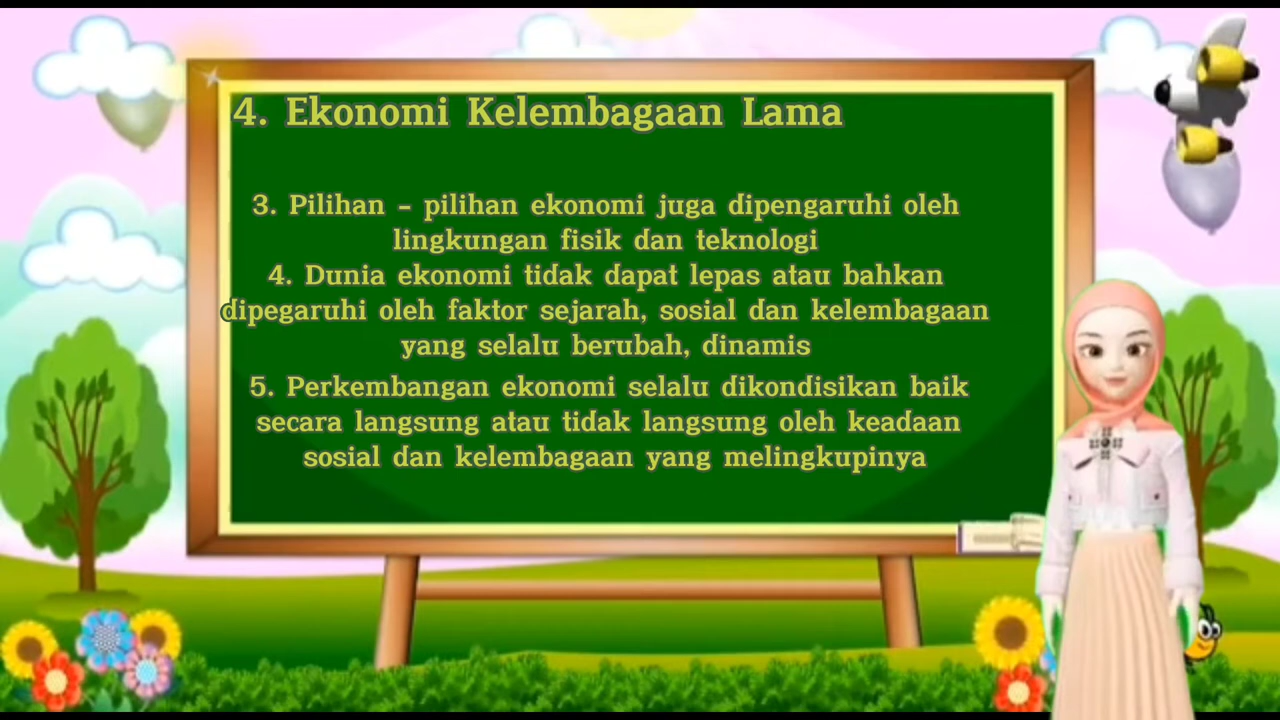 4. Ekonomi Kelembagaan Lama
3. Pilihan – pilihan ekonomi juga dipengaruhi oleh
lingkungan fisik dan teknologi
4. Dunia ekonomi tidak dapat lepas atau bahkan
dipegaruhi oleh faktor sejarah, sosial dan kelembagaan
yang selalu berubah, dinamis
5. Perkembangan ekonomi selalu dikondisikan baik
secara langsung atau tidak langsung oleh keadaan
sosial dan kelembagaan yang melingkupinya